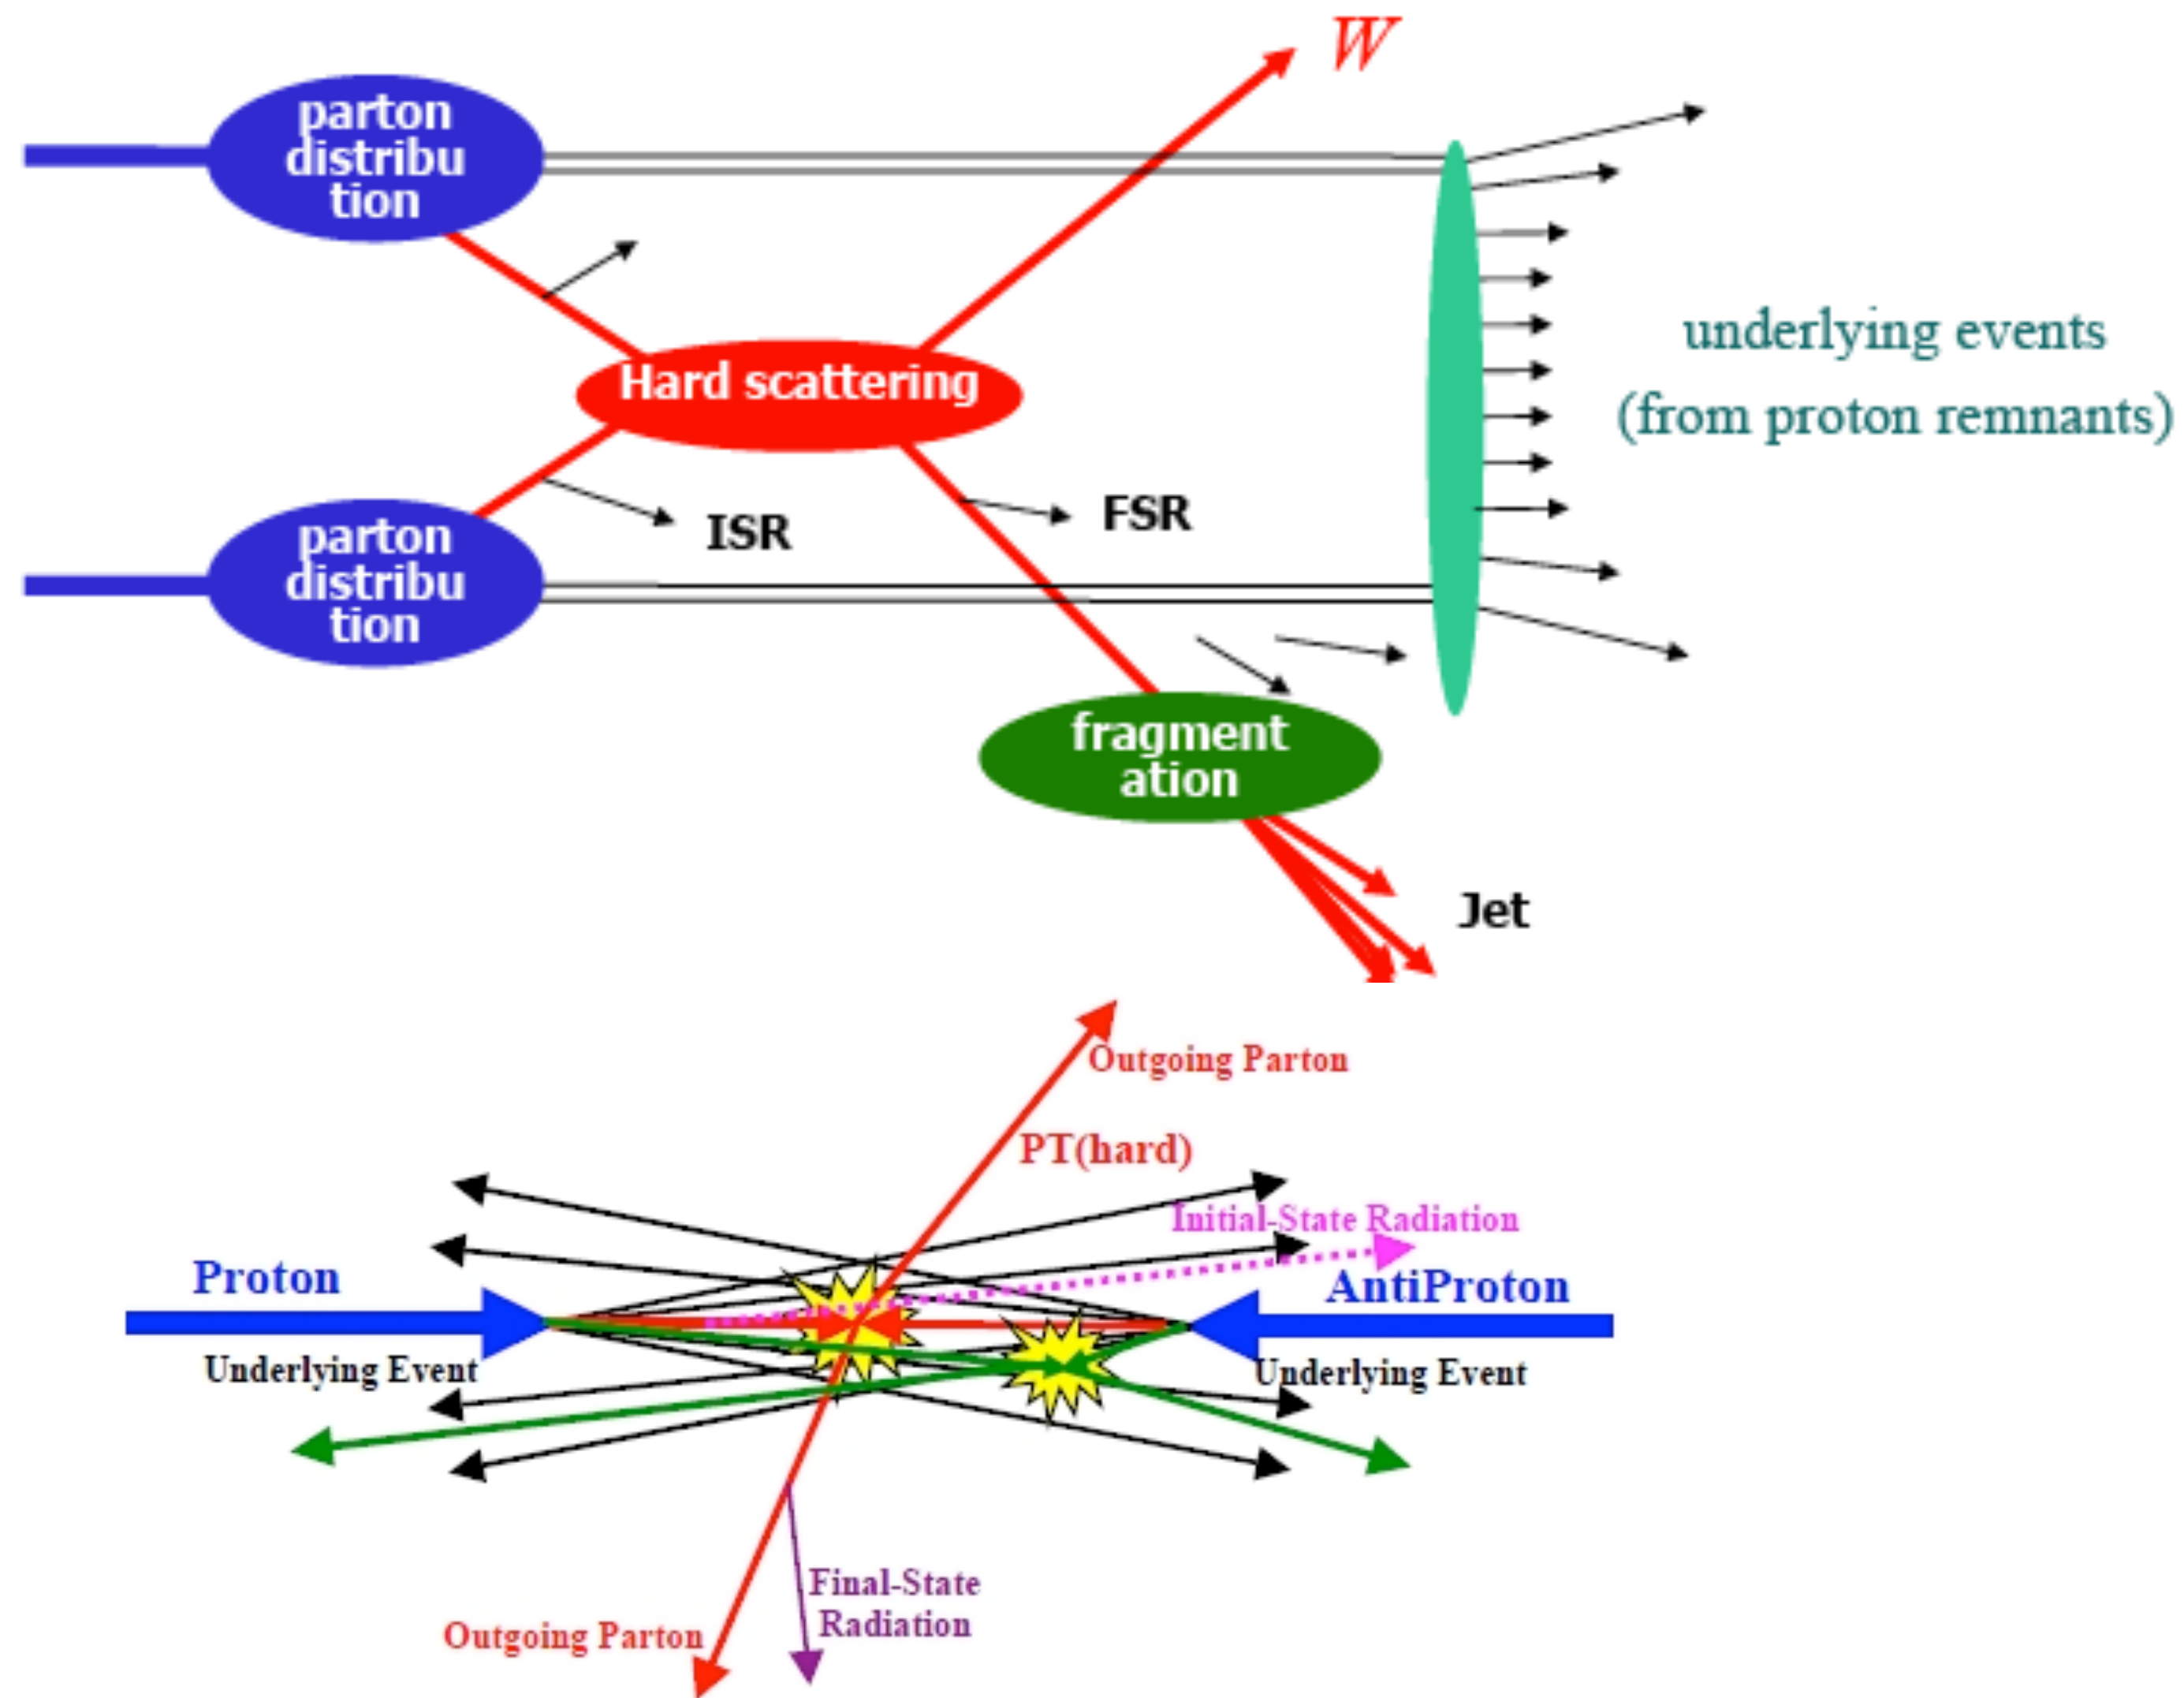 W
parton
distribu
tion
Hard scattering
underlying events
(from proton remnants)
ISR
FSR
parton
distribu
tion
fragment
ation
Jet
Outgoing Parton
PT(hard)
Initial-State Radiation
Proton
AntiProton
Underlying Event
Underlying Event
Final-State
Radiation
Outgoing Parton